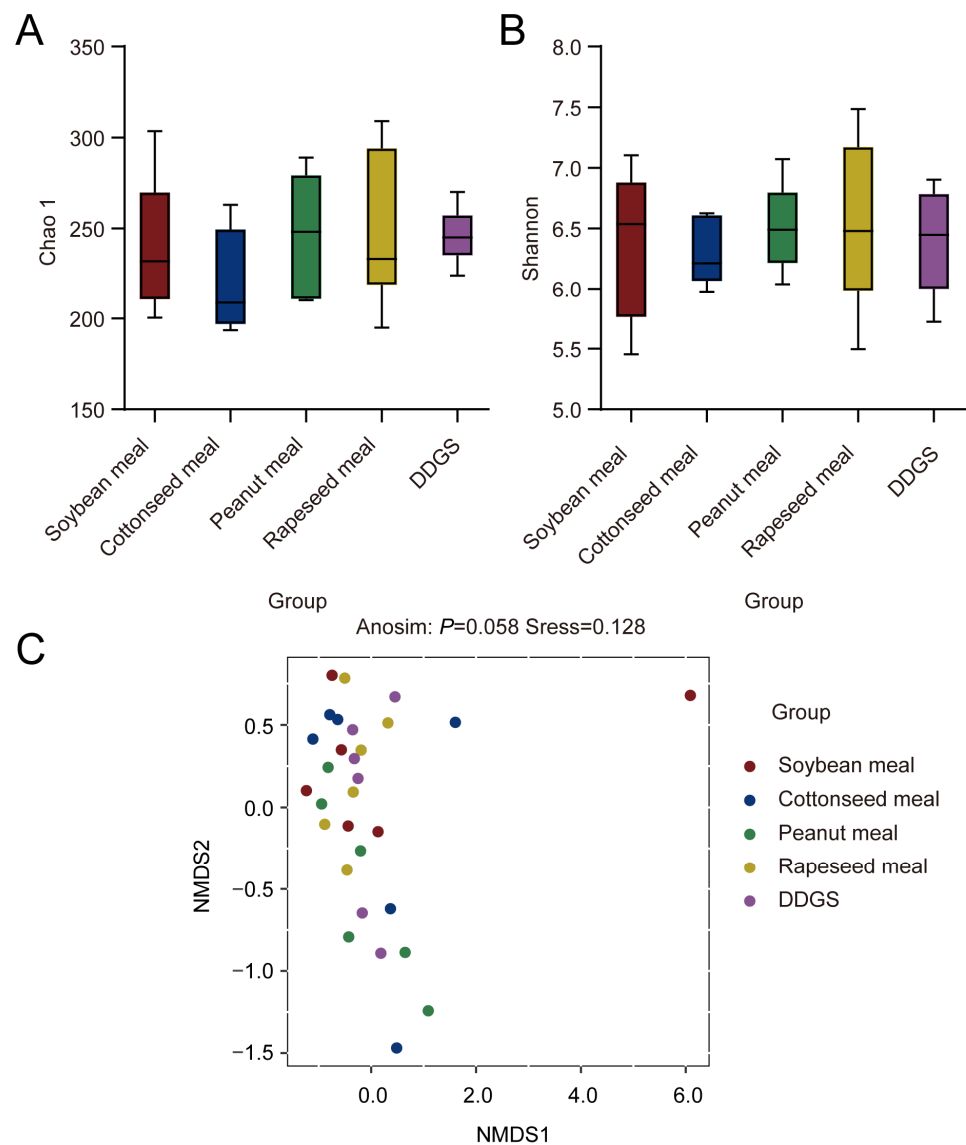 A
350
300
250
200
150
Chao 1
Soybean meal
Cottonseed meal
Peanut meal
Rapeseed meal
DDGS
Group
B
8.0
7.5
7.0
6.5
6.0
5.5
5.0
Shannon
Soybean meal
Cottonseed meal
Peanut meal
Rapeseed meal
DDGS
Group
C
Anosim: P=0.058 Sress=0.128
0.5
0.0
−0.5
−1.0
−1.5
NMDS2
0.0
2.0
4.0
6.0
NMDS1
Group
Soybean meal
Cottonseed meal
Peanut meal
Rapeseed meal
DDGS